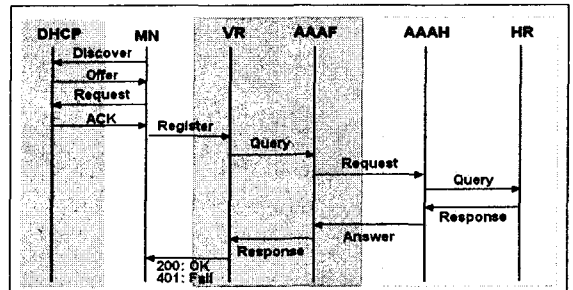 DHCP MN VR AAAF AAAH HR
Discover
Offer
Request
ACK
Register
Query
Request
Query
Response
Answer
Response
200: OK
401: Fail